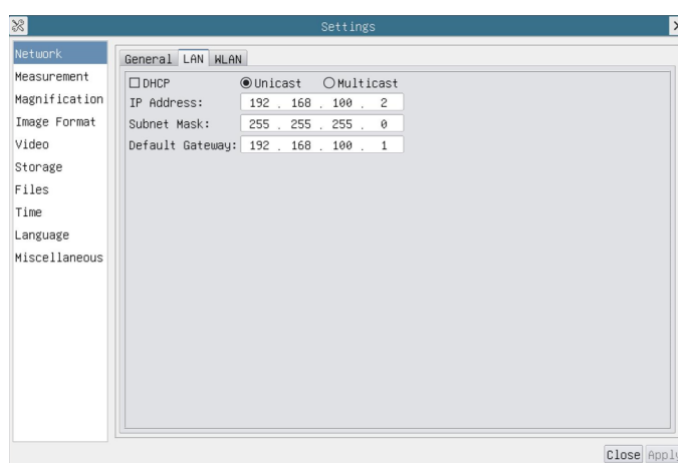 Settings
Network
Measurement
Magnification
Image Format
Video
Storage
Files
Time
Language
Miscellaneous
General LAN WLAN
DHCP Unicast Multicast
IP Address: 192 . 168 . 100 . 2
Subnet Mask: 255 . 255 . 255 . 0
Default Gateway: 192 . 168 . 100 . 1
Close Apply